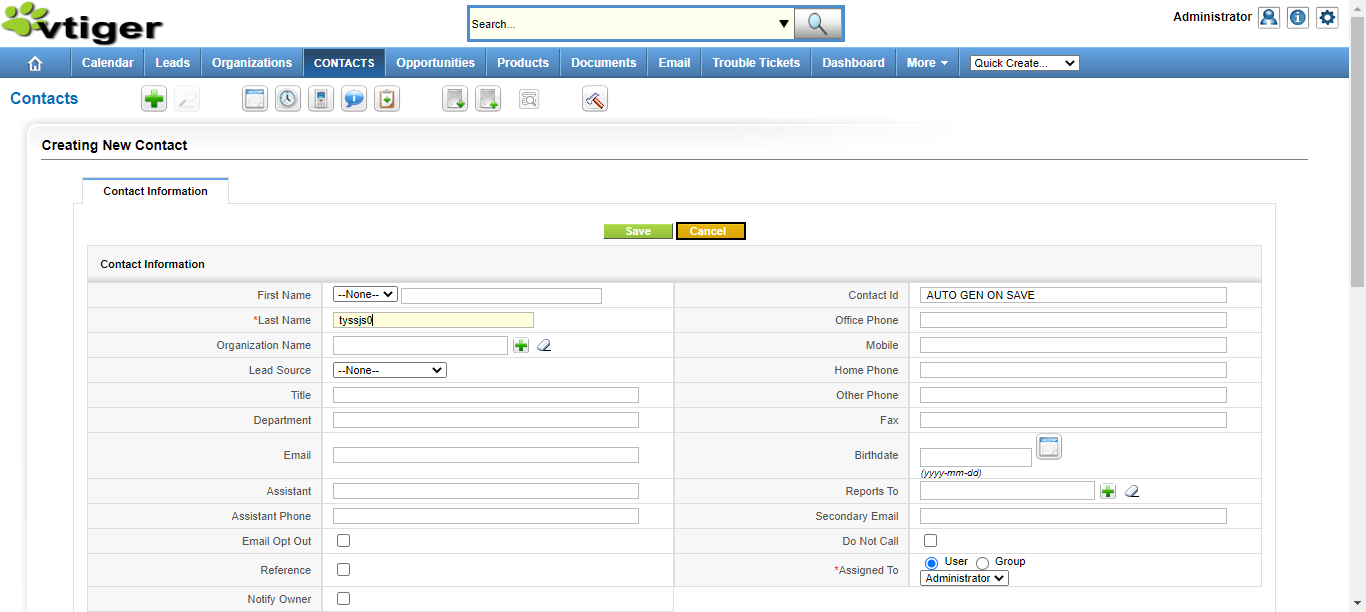 vtiger
Search...
Administrator
Calendar
Leads
Organizations
CONTACTS
Opportunities
Products
Documents
Email
Trouble Tickets
Dashboard
More
Quick Create...
Contacts
Creating New Contact
Contact Information
Save
Cancel
Contact Information
First Name
--None--
Contact Id
AUTO GEN ON SAVE
*Last Name
tyssjs0
Office Phone
Organization Name
Mobile
Lead Source
--None--
Home Phone
Title
Other Phone
Department
Fax
Email
Birthdate
(yyyy-mm-dd)
Assistant
Reports To
Assistant Phone
Secondary Email
Email Opt Out
Do Not Call
Reference
*Assigned To
User
Group
Administrator
Notify Owner